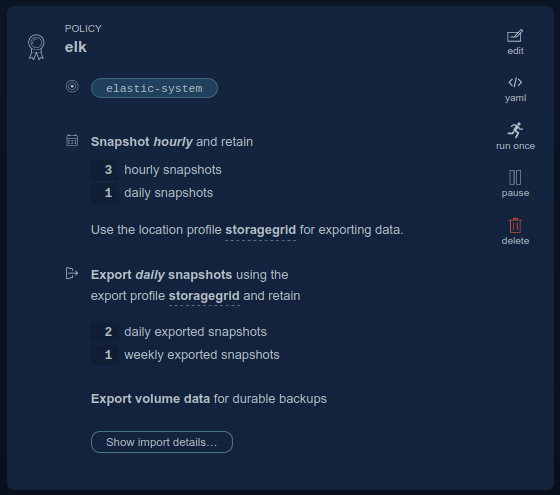 POLICY
elk
elastic-system
Snapshot hourly and retain
3 hourly snapshots
1 daily snapshots
Use the location profile storagegrid for exporting data.
Export daily snapshots using the
export profile storagegrid and retain
2 daily exported snapshots
1 weekly exported snapshots
Export volume data for durable backups
Show import details...
edit
yaml
run once
pause
delete